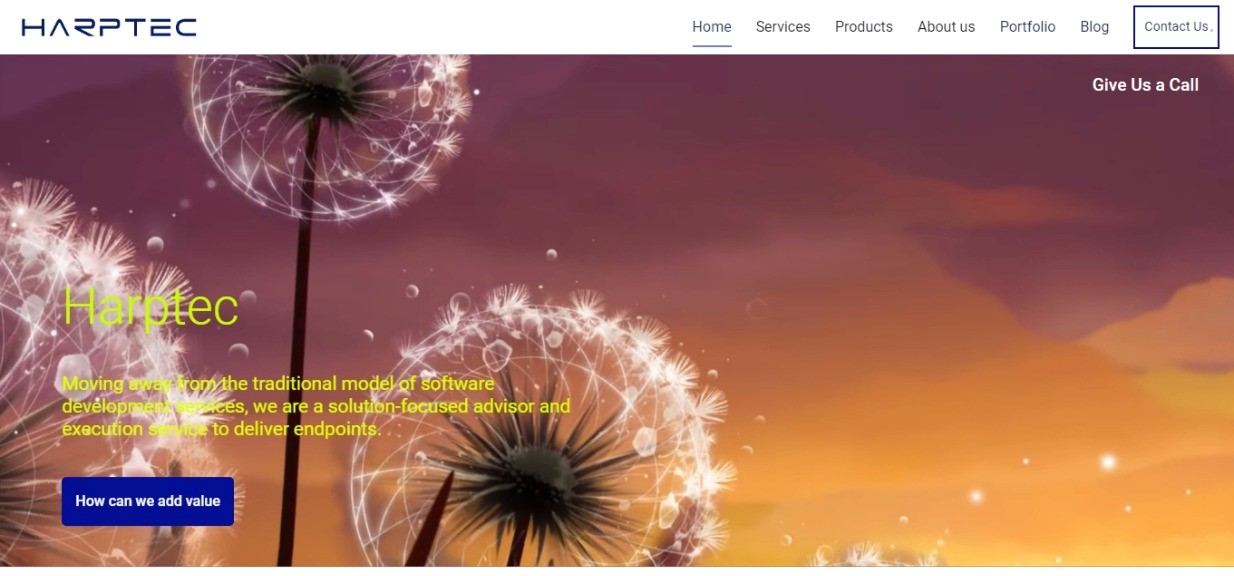 HARPTEC
Home Services Products About us Portfolio Blog Contact Us
Give Us a Call
Harptec
Moving away from the traditional model of software
development services, we are a solution-focused advisor and
execution service to deliver endpoints.
How can we add value